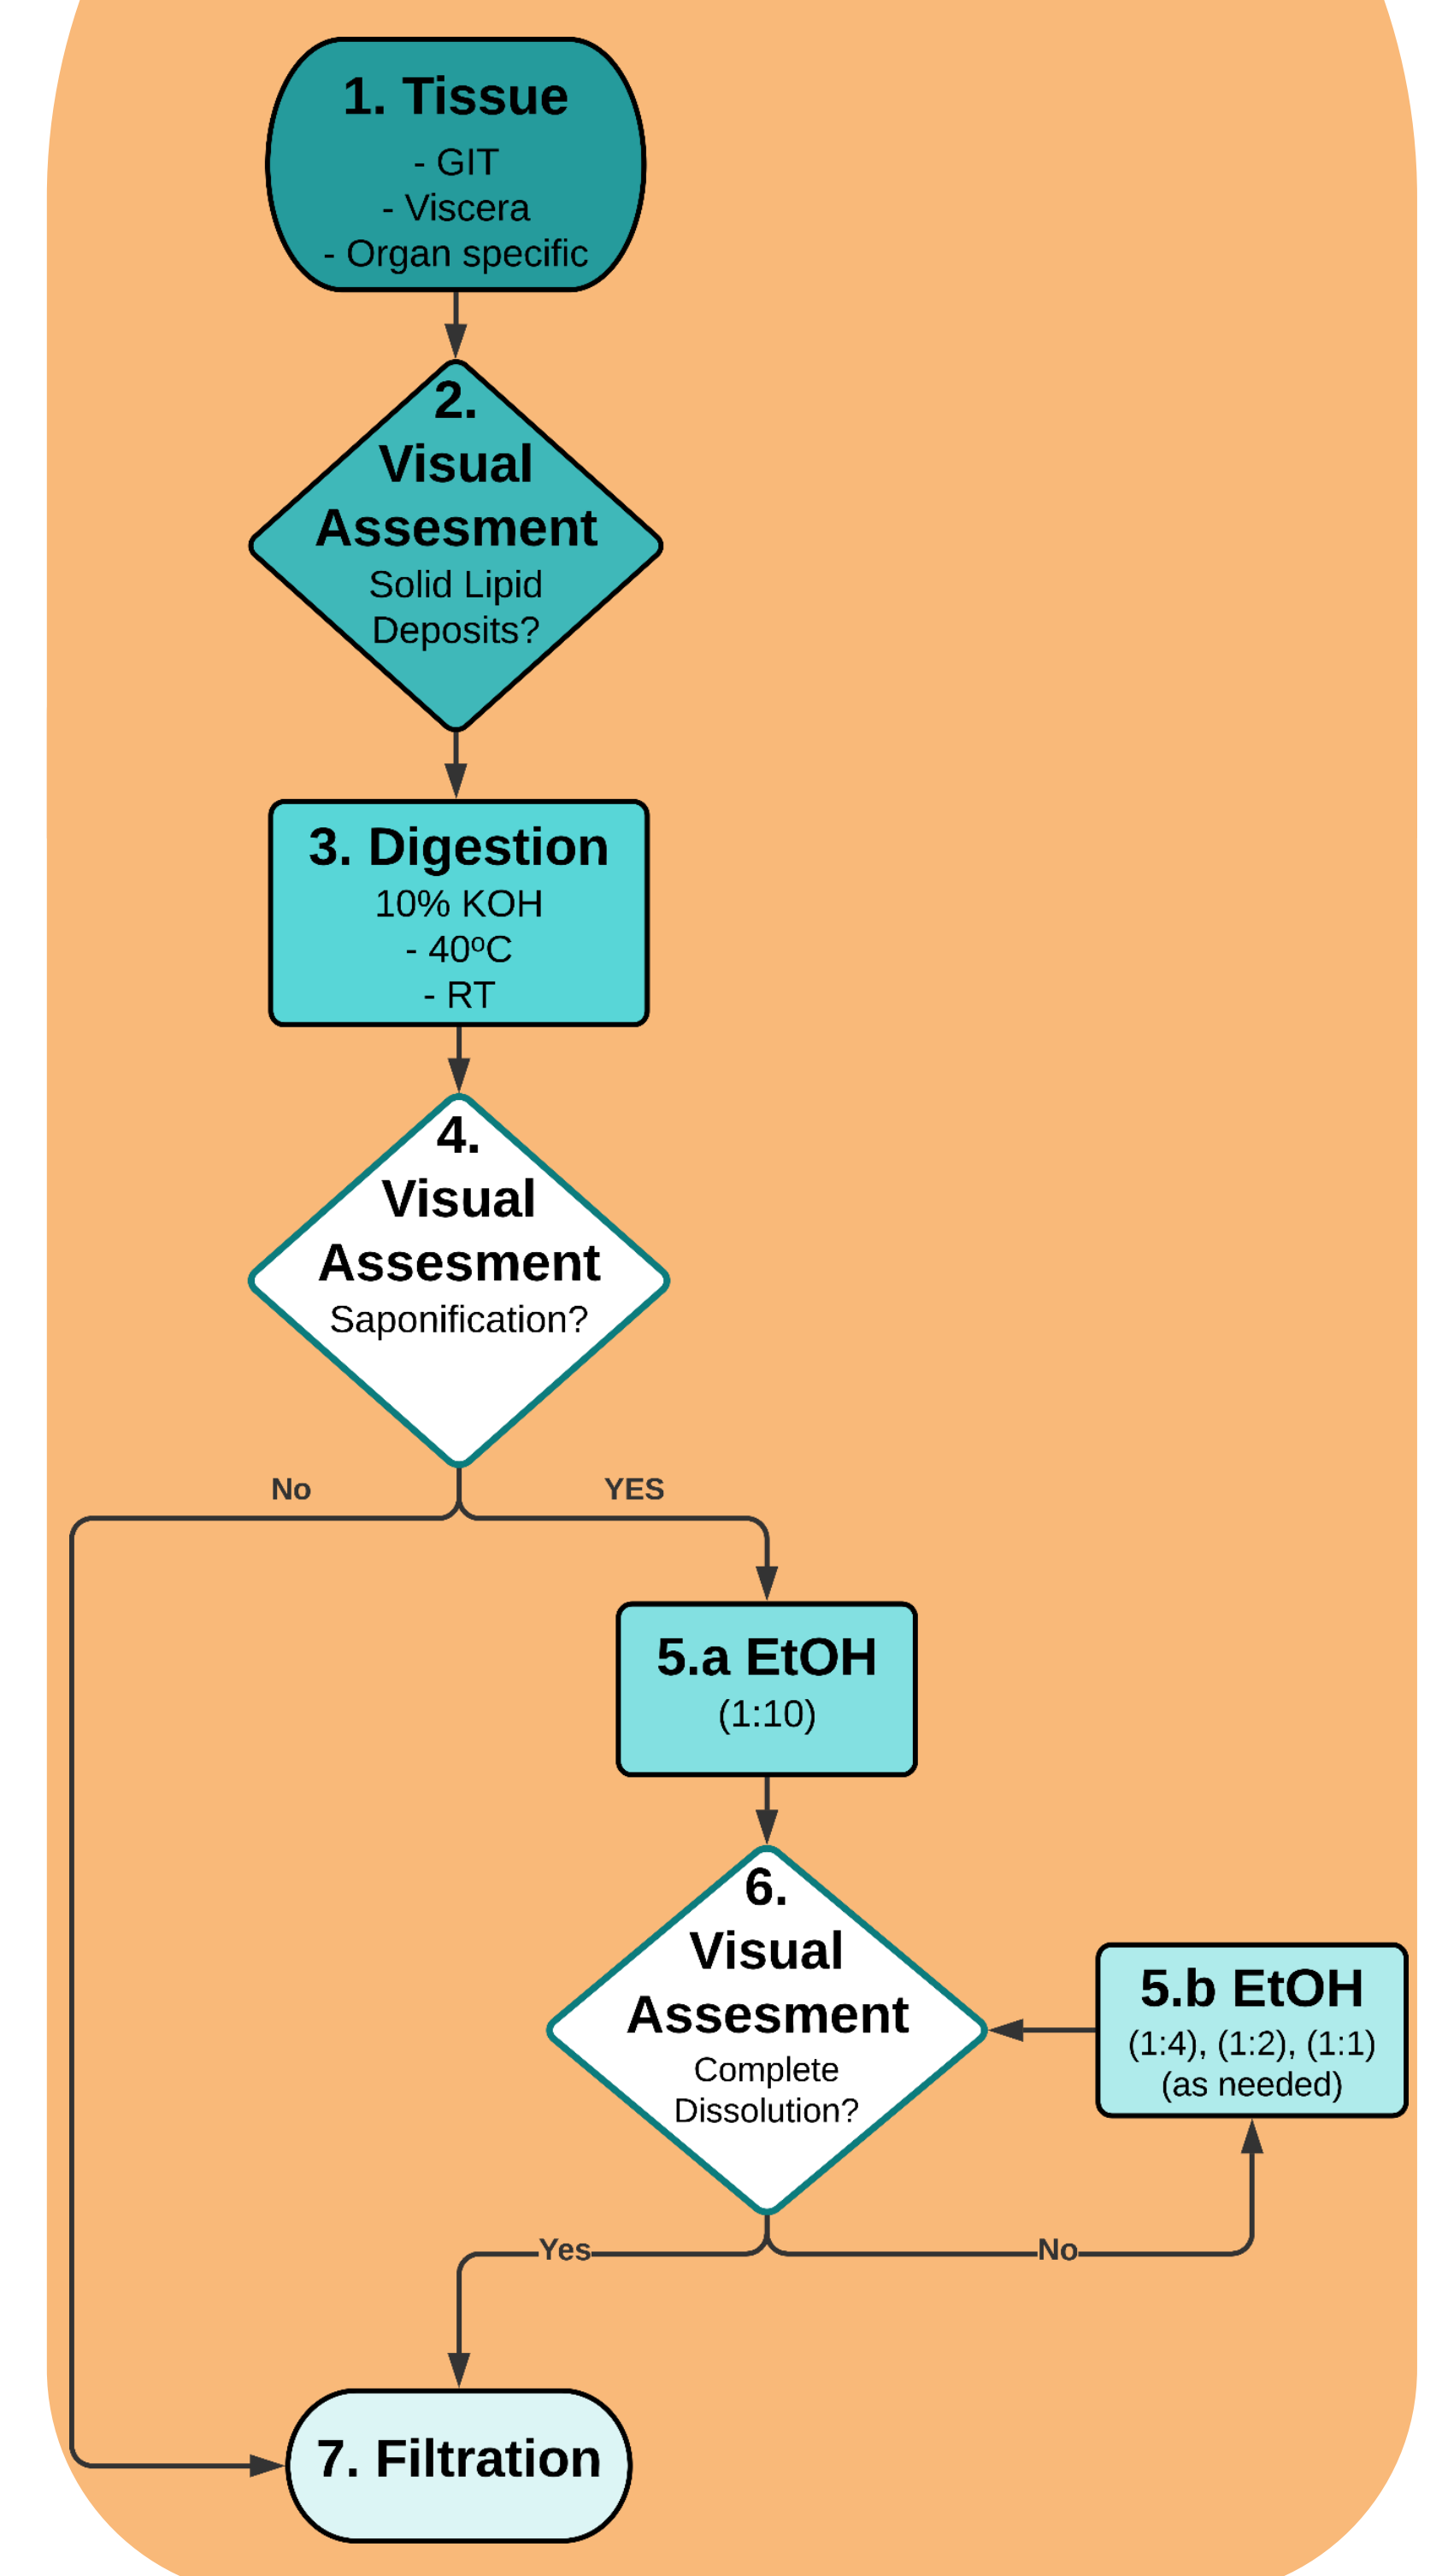 1. Tissue
- GIT
- Viscera
- Organ specific
2.
Visual
Assesment
Solid Lipid
Deposits?
3. Digestion
10% KOH
- 40ºC
- RT
4.
Visual
Assesment
Saponification?
No
YES
5.a EtOH
(1:10)
6.
Visual
Assesment
Complete
Dissolution?
5.b EtOH
(1:4), (1:2), (1:1)
(as needed)
Yes
No
7. Filtration